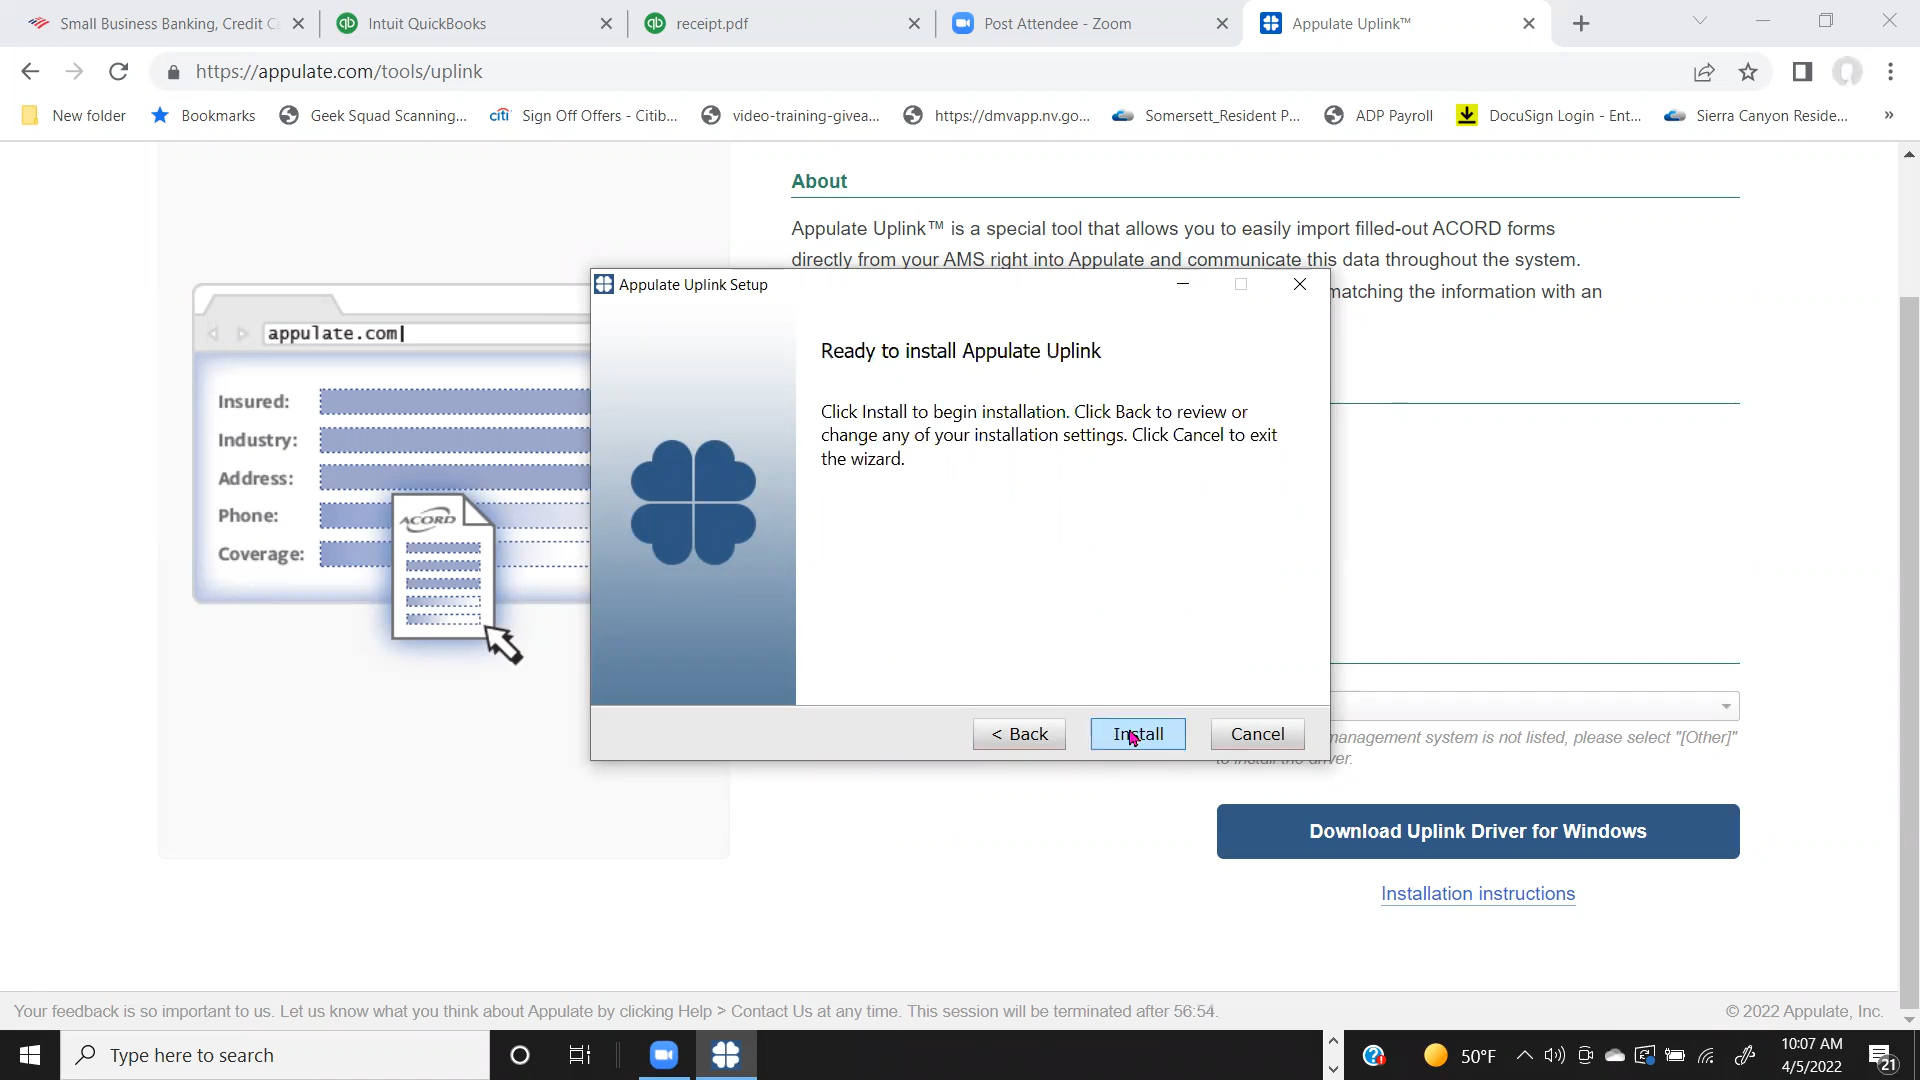 Small Business Banking, Credit C
Intuit QuickBooks
receipt.pdf
Post Attendee - Zoom
Appulate Uplink™
https://appulate.com/tools/uplink
New folder
Bookmarks
Geek Squad Scanning...
citi Sign Off Offers - Citib...
video-training-givea...
https://dmvapp.nv.go...
Somersett_Resident P...
ADP Payroll
DocuSign Login - Ent...
Sierra Canyon Reside...
»
About
Appulate Uplink™ is a special tool that allows you to easily import filled-out ACORD forms
directly from your AMS right into Appulate and communicate this data throughout the system.
matching the information with an
appulate.com
Insured:
Industry:
Address:
Phone:
Coverage:
ACORD
Appulate Uplink Setup
Ready to install Appulate Uplink
Click Install to begin installation. Click Back to review or
change any of your installation settings. Click Cancel to exit
the wizard.
< Back
Install
Cancel
management system is not listed, please select "[Other]"
to install the driver.
Download Uplink Driver for Windows
Installation instructions
Your feedback is so important to us. Let us know what you think about Appulate by clicking Help > Contact Us at any time. This session will be terminated after 56:54.
© 2022 Appulate, Inc.
Type here to search
50°F
10:07 AM
4/5/2022
21